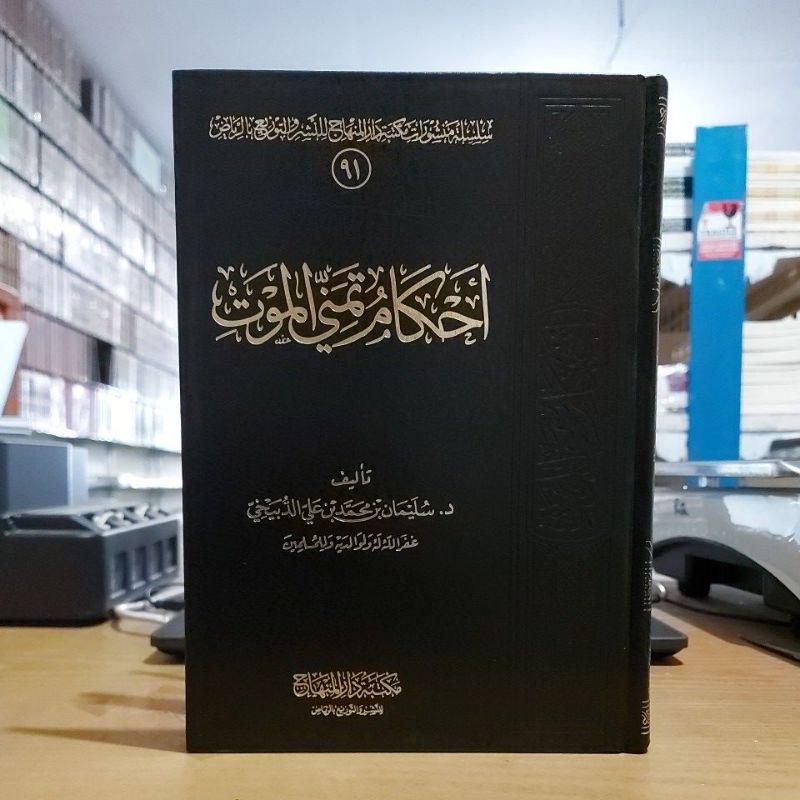 سلسلة منشورات مكتبة دار المنهاج للنشر والتوزيع بالرياض
٩١
أحكام تمني الموت
تأليف
د. سليمان بن محمد بن علي الدبيخي
غفر الله له ولوالديه وللمسلمين
مكتبة دار المنهاج
للنشر والتوزيع بالرياض